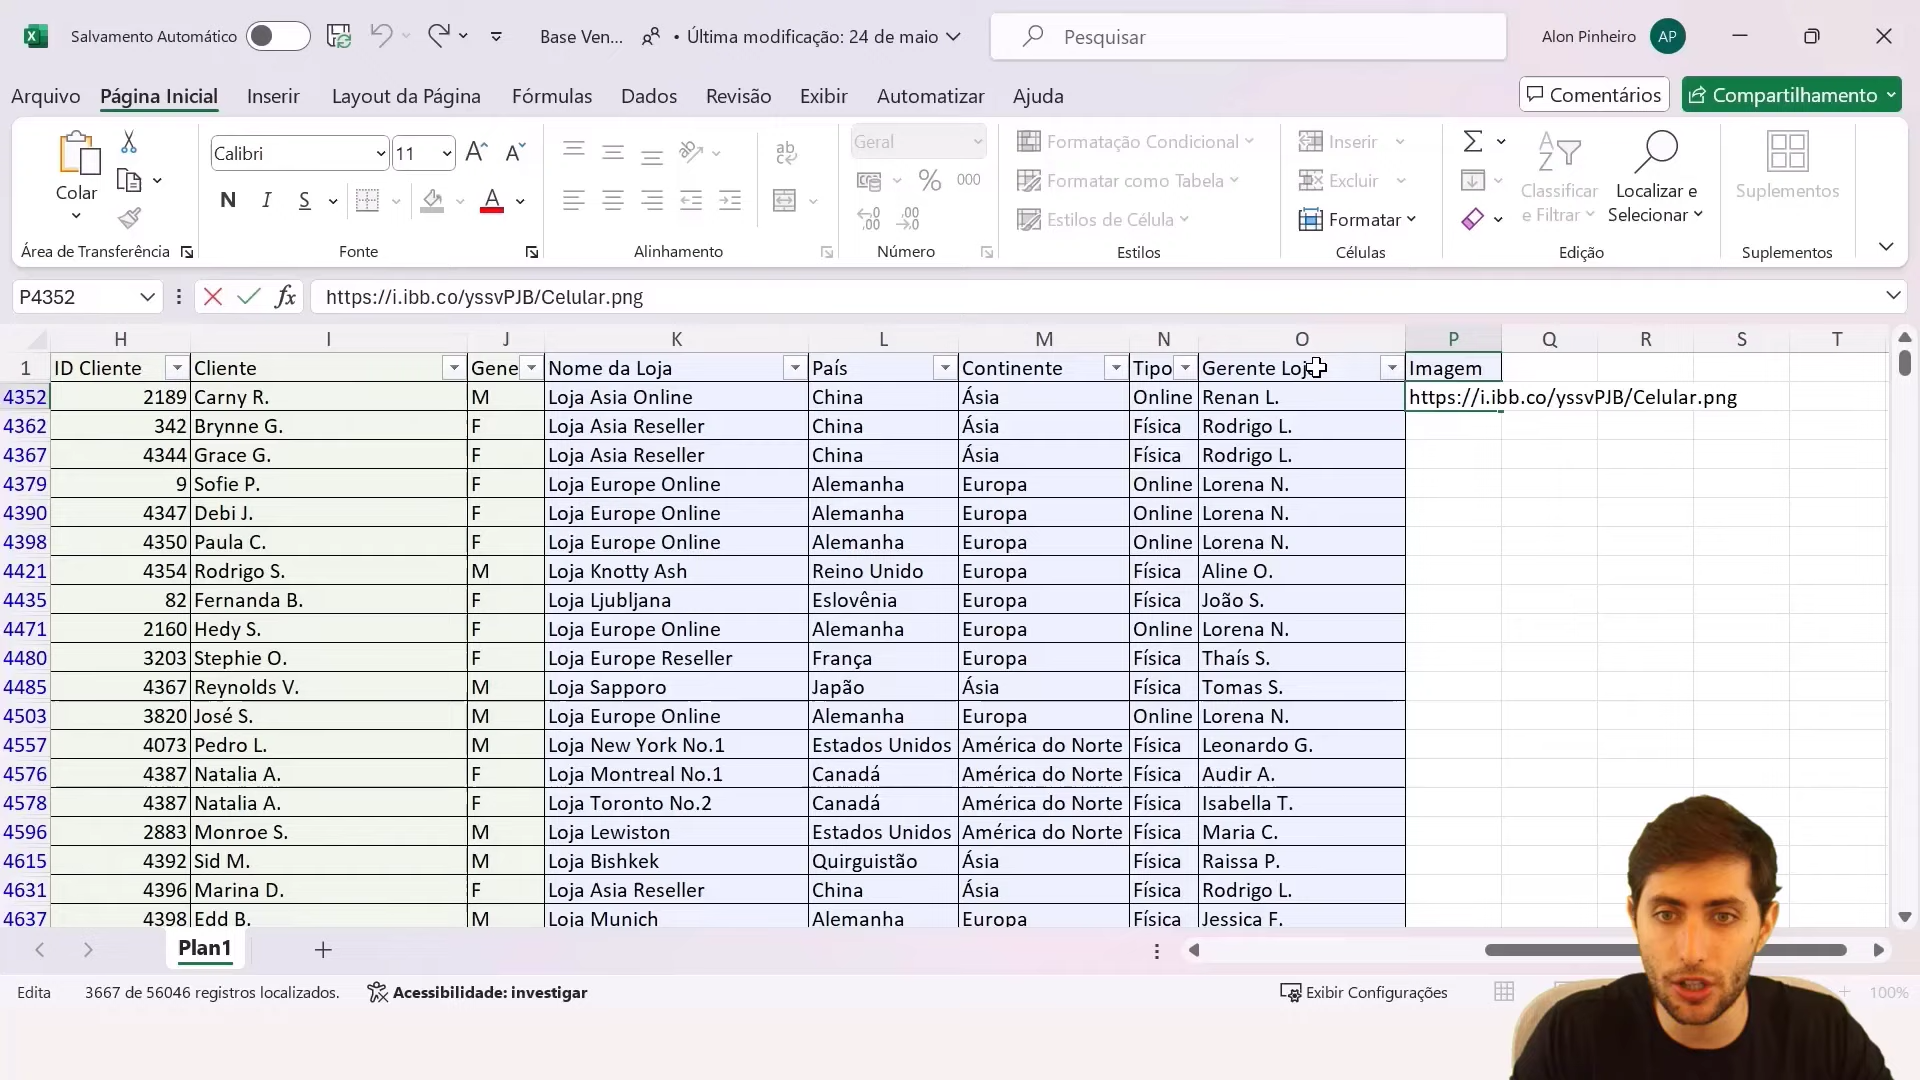 Salvamento Automático
Base Ven... • Última modificação: 24 de maio
Pesquisar
Alon Pinheiro AP
Arquivo Página Inicial Inserir Layout da Página Fórmulas Dados Revisão Exibir Automatizar Ajuda
Comentários Compartilhamento
Colar
Área de Transferência
Calibri 11
N I S A
Fonte
Alinhamento
Geral
% 000
Número
Formatação Condicional
Formatar como Tabela
Estilos de Célula
Estilos
Inserir
Excluir
Formatar
Células
Classificar e Filtrar
Localizar e Selecionar
Edição
Suplementos
Suplementos
P4352 fx https://i.ibb.co/yssvPJB/Celular.png
H I J K L M N O P Q R S T
1 ID Cliente Cliente Gene Nome da Loja País Continente Tipo Gerente Loj Imagem
4352 2189 Carny R. M Loja Asia Online China Ásia Online Renan L. https://i.ibb.co/yssvPJB/Celular.png
4362 342 Brynne G. F Loja Asia Reseller China Ásia Física Rodrigo L.
4367 4344 Grace G. F Loja Asia Reseller China Ásia Física Rodrigo L.
4379 9 Sofie P. F Loja Europe Online Alemanha Europa Online Lorena N.
4390 4347 Debi J. F Loja Europe Online Alemanha Europa Online Lorena N.
4398 4350 Paula C. F Loja Europe Online Alemanha Europa Online Lorena N.
4421 4354 Rodrigo S. M Loja Knotty Ash Reino Unido Europa Física Aline O.
4435 82 Fernanda B. F Loja Ljubljana Eslovênia Europa Física João S.
4471 2160 Hedy S. F Loja Europe Online Alemanha Europa Online Lorena N.
4480 3203 Stephie O. F Loja Europe Reseller França Europa Física Thaís S.
4485 4367 Reynolds V. M Loja Sapporo Japão Ásia Física Tomas S.
4503 3820 José S. M Loja Europe Online Alemanha Europa Online Lorena N.
4557 4073 Pedro L. M Loja New York No.1 Estados Unidos América do Norte Física Leonardo G.
4576 4387 Natalia A. F Loja Montreal No.1 Canadá América do Norte Física Audir A.
4578 4387 Natalia A. F Loja Toronto No.2 Canadá América do Norte Física Isabella T.
4596 2883 Monroe S. M Loja Lewiston Estados Unidos América do Norte Física Maria C.
4615 4392 Sid M. M Loja Bishkek Quirguistão Ásia Física Raissa P.
4631 4396 Marina D. F Loja Asia Reseller China Ásia Física Rodrigo L.
4637 4398 Edd B. M Loja Munich Alemanha Europa Física Jessica F.
Plan1
Edita 3667 de 56046 registros localizados. Acessibilidade: investigar Exibir Configurações 100%